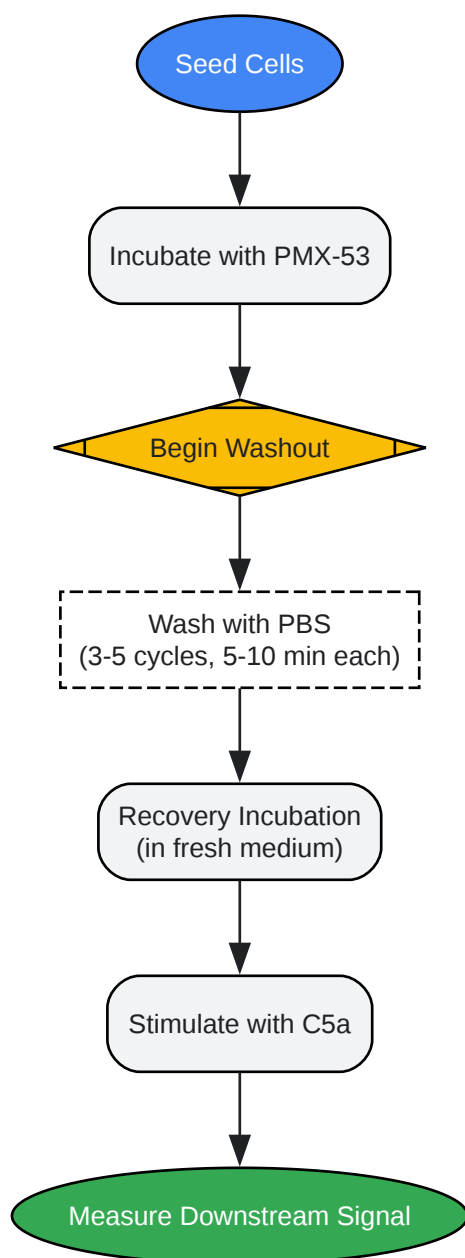 Seed Cells
Incubate with PMX-53
Begin Washout
Wash with PBS
(3-5 cycles, 5-10 min each)
Recovery Incubation
(in fresh medium)
Stimulate with C5a
Measure Downstream Signal